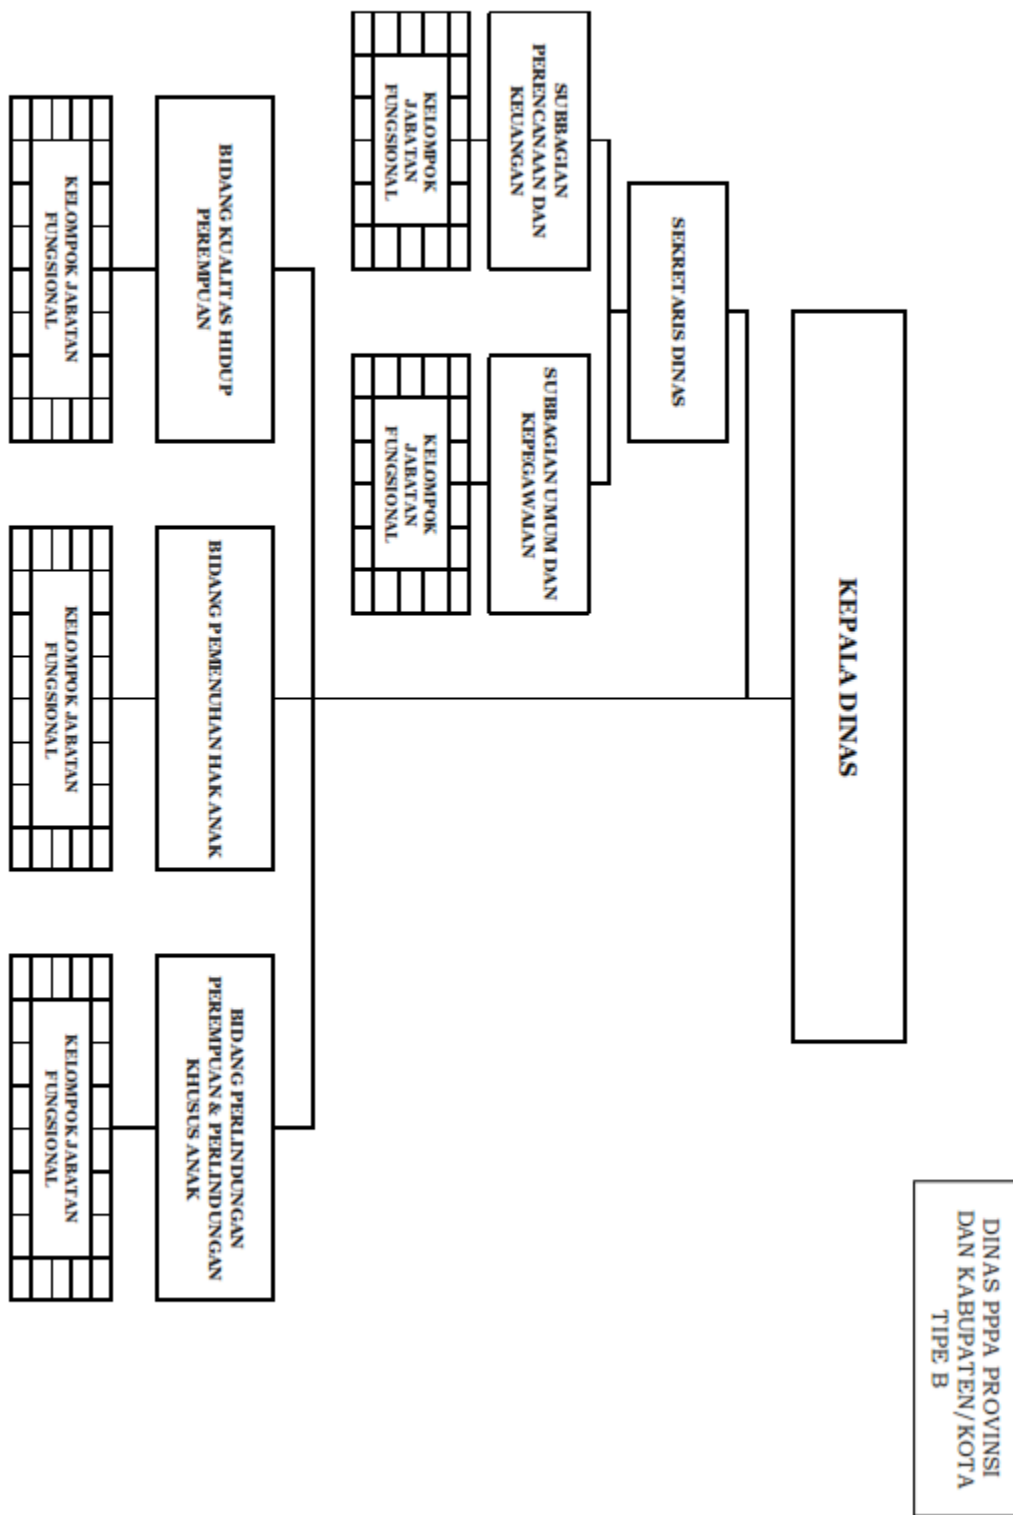 DINAS PPPA PROVINSI
DAN KABUPATEN/KOTA
TIPE B
KEPALA DINAS
SEKRETARIS DINAS
SUBBAGIAN
PERENCANAAN DAN
KEUANGAN
SUBBAGIAN UMUM DAN
KEPEGAWAIAN
KELOMPOK
JABATAN
FUNGSIONAL
KELOMPOK
JABATAN
FUNGSIONAL
BIDANG KUALITAS HIDUP
PEREMPUAN
BIDANG PEMENUHAN HAK ANAK
BIDANG PERLINDUNGAN
PEREMPUAN & PERLINDUNGAN
KHUSUS ANAK
KELOMPOK JABATAN
FUNGSIONAL
KELOMPOK JABATAN
FUNGSIONAL
KELOMPOK JABATAN
FUNGSIONAL